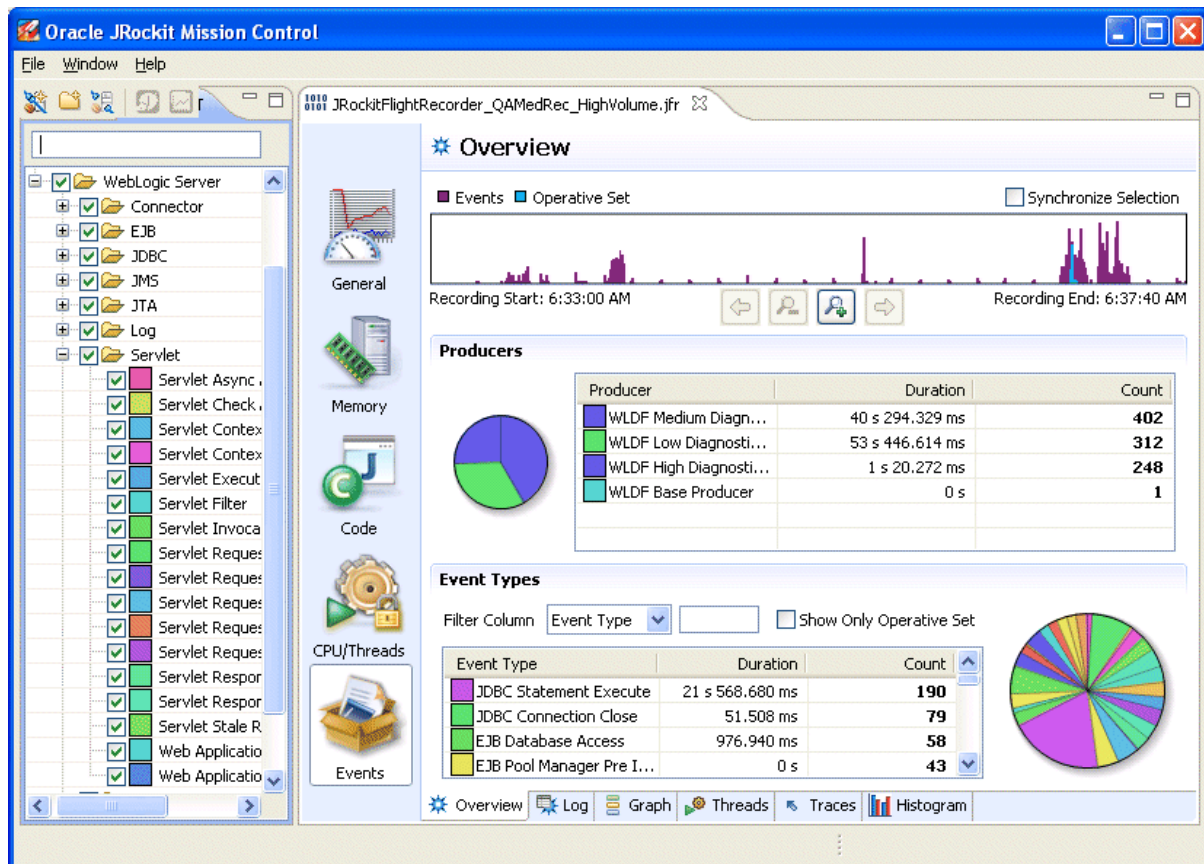 Oracle JRockit Mission Control
File Window Help
WebLogic Server
Connector
EJB
JDBC
JMS
JTA
Log
Servlet
Servlet Async
Servlet Check
Servlet Contex
Servlet Contex
Servlet Execut
Servlet Filter
Servlet Invoca
Servlet Reques
Servlet Reques
Servlet Reques
Servlet Reques
Servlet Reques
Servlet Respor
Servlet Respor
Servlet Stale R
Web Applicatio
Web Applicatio
1010
0101 JRockitFlightRecorder_QAMedRec_HighVolume.jfr
General
Memory
Code
CPU/Threads
Events
Overview
Events Operative Set Synchronize Selection
Recording Start: 6:33:00 AM Recording End: 6:37:40 AM
Producers
Producer Duration Count
WLDF Medium Diagn... 40 s 294.329 ms 402
WLDF Low Diagnosti... 53 s 446.614 ms 312
WLDF High Diagnosti... 1 s 20.272 ms 248
WLDF Base Producer 0 s 1
Event Types
Filter Column Event Type Show Only Operative Set
Event Type Duration Count
JDBC Statement Execute 21 s 568.680 ms 190
JDBC Connection Close 51.508 ms 79
EJB Database Access 976.940 ms 58
EJB Pool Manager Pre I... 0 s 43
Overview Log Graph Threads Traces Histogram